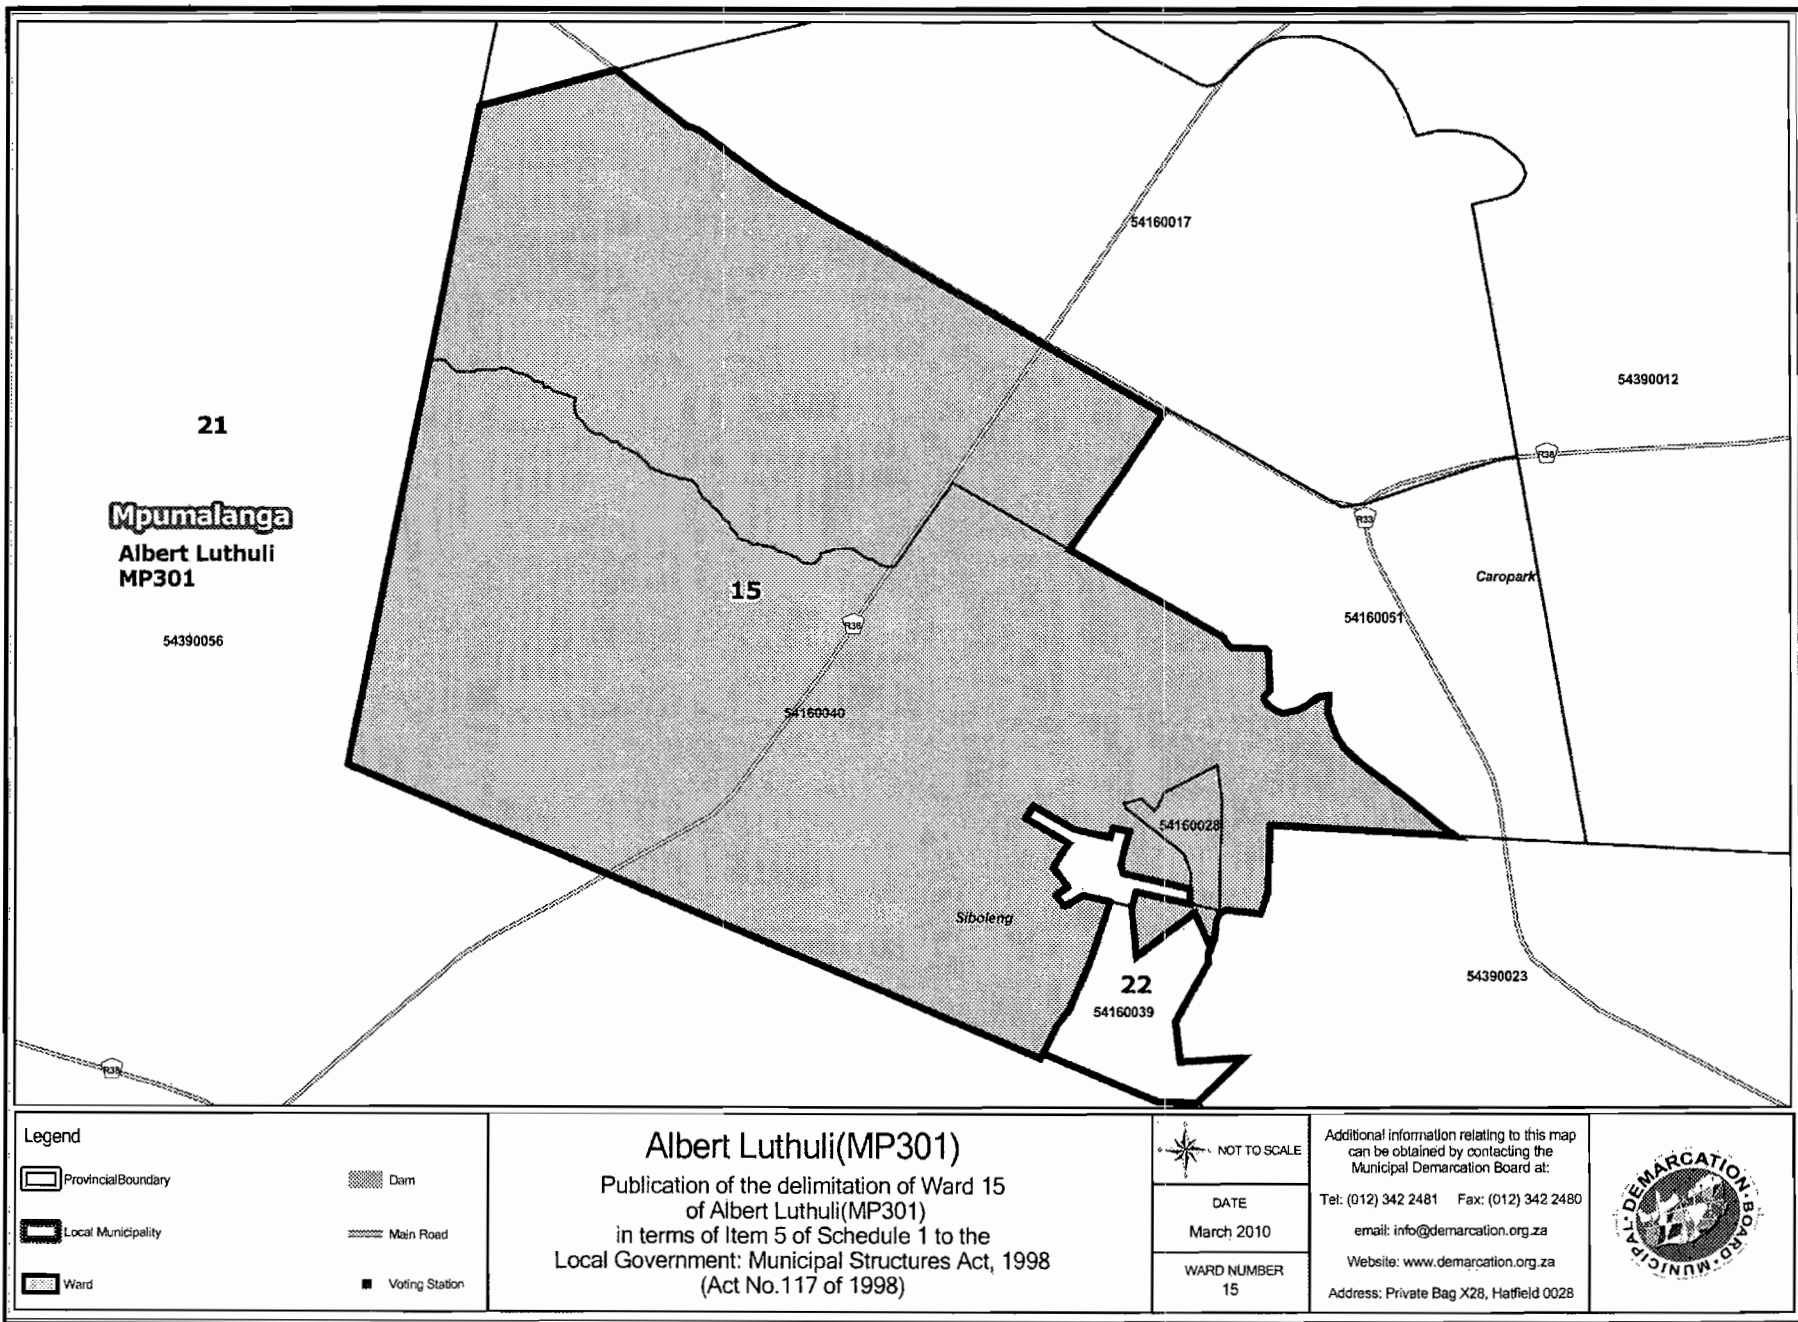 54160017
54390012
21
R38
Mpumalanga
R33
Albert Luthuli
MP301
Caropark
15
54160051
R36
54390056
54160040
54160028
Siboleng
22
54390023
54160039
Legend
Provincial Boundary
Dam
Local Municipality
Main Road
Ward
Voting Station
Albert Luthuli(MP301)
Publication of the delimitation of Ward 15
of Albert Luthuli(MP301)
in terms of Item 5 of Schedule 1 to the
Local Government: Municipal Structures Act, 1998
(Act No.117 of 1998)
NOT TO SCALE
DATE
March 2010
WARD NUMBER
15
Additional information relating to this map
can be obtained by contacting the
Municipal Demarcation Board at:
Tel: (012) 342 2481 Fax: (012) 342 2480
email: info@demarcation.org.za
Website: www.demarcation.org.za
Address: Private Bag X28, Hatfield 0028
MUNICIPAL DEMARCATION BOARD